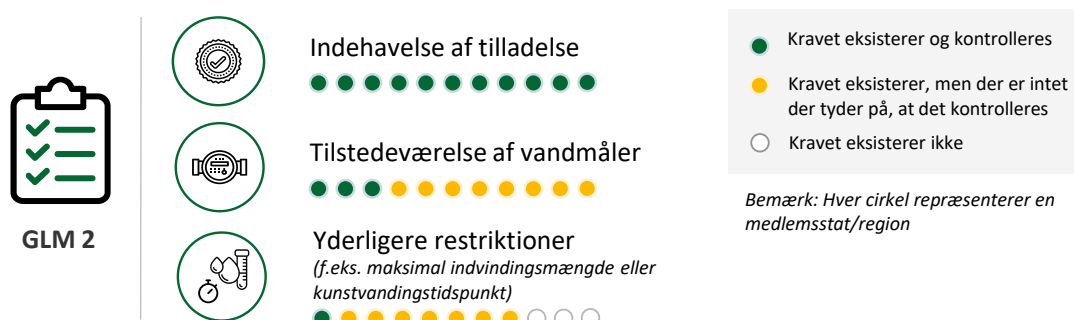 GLM 2
Indehavelse af tilladelse
Tilstedeværelse af vandmåler
Yderligere restriktioner
(f.eks. maksimal indvindingsmængde eller
kunstvandingstidspunkt)
Kravet eksisterer og kontrolleres
Kravet eksisterer, men der er intet
der tyder på, at det kontrolleres
Kravet eksisterer ikke
Bemærk: Hver cirkel repræsenterer en
medlemsstat/region